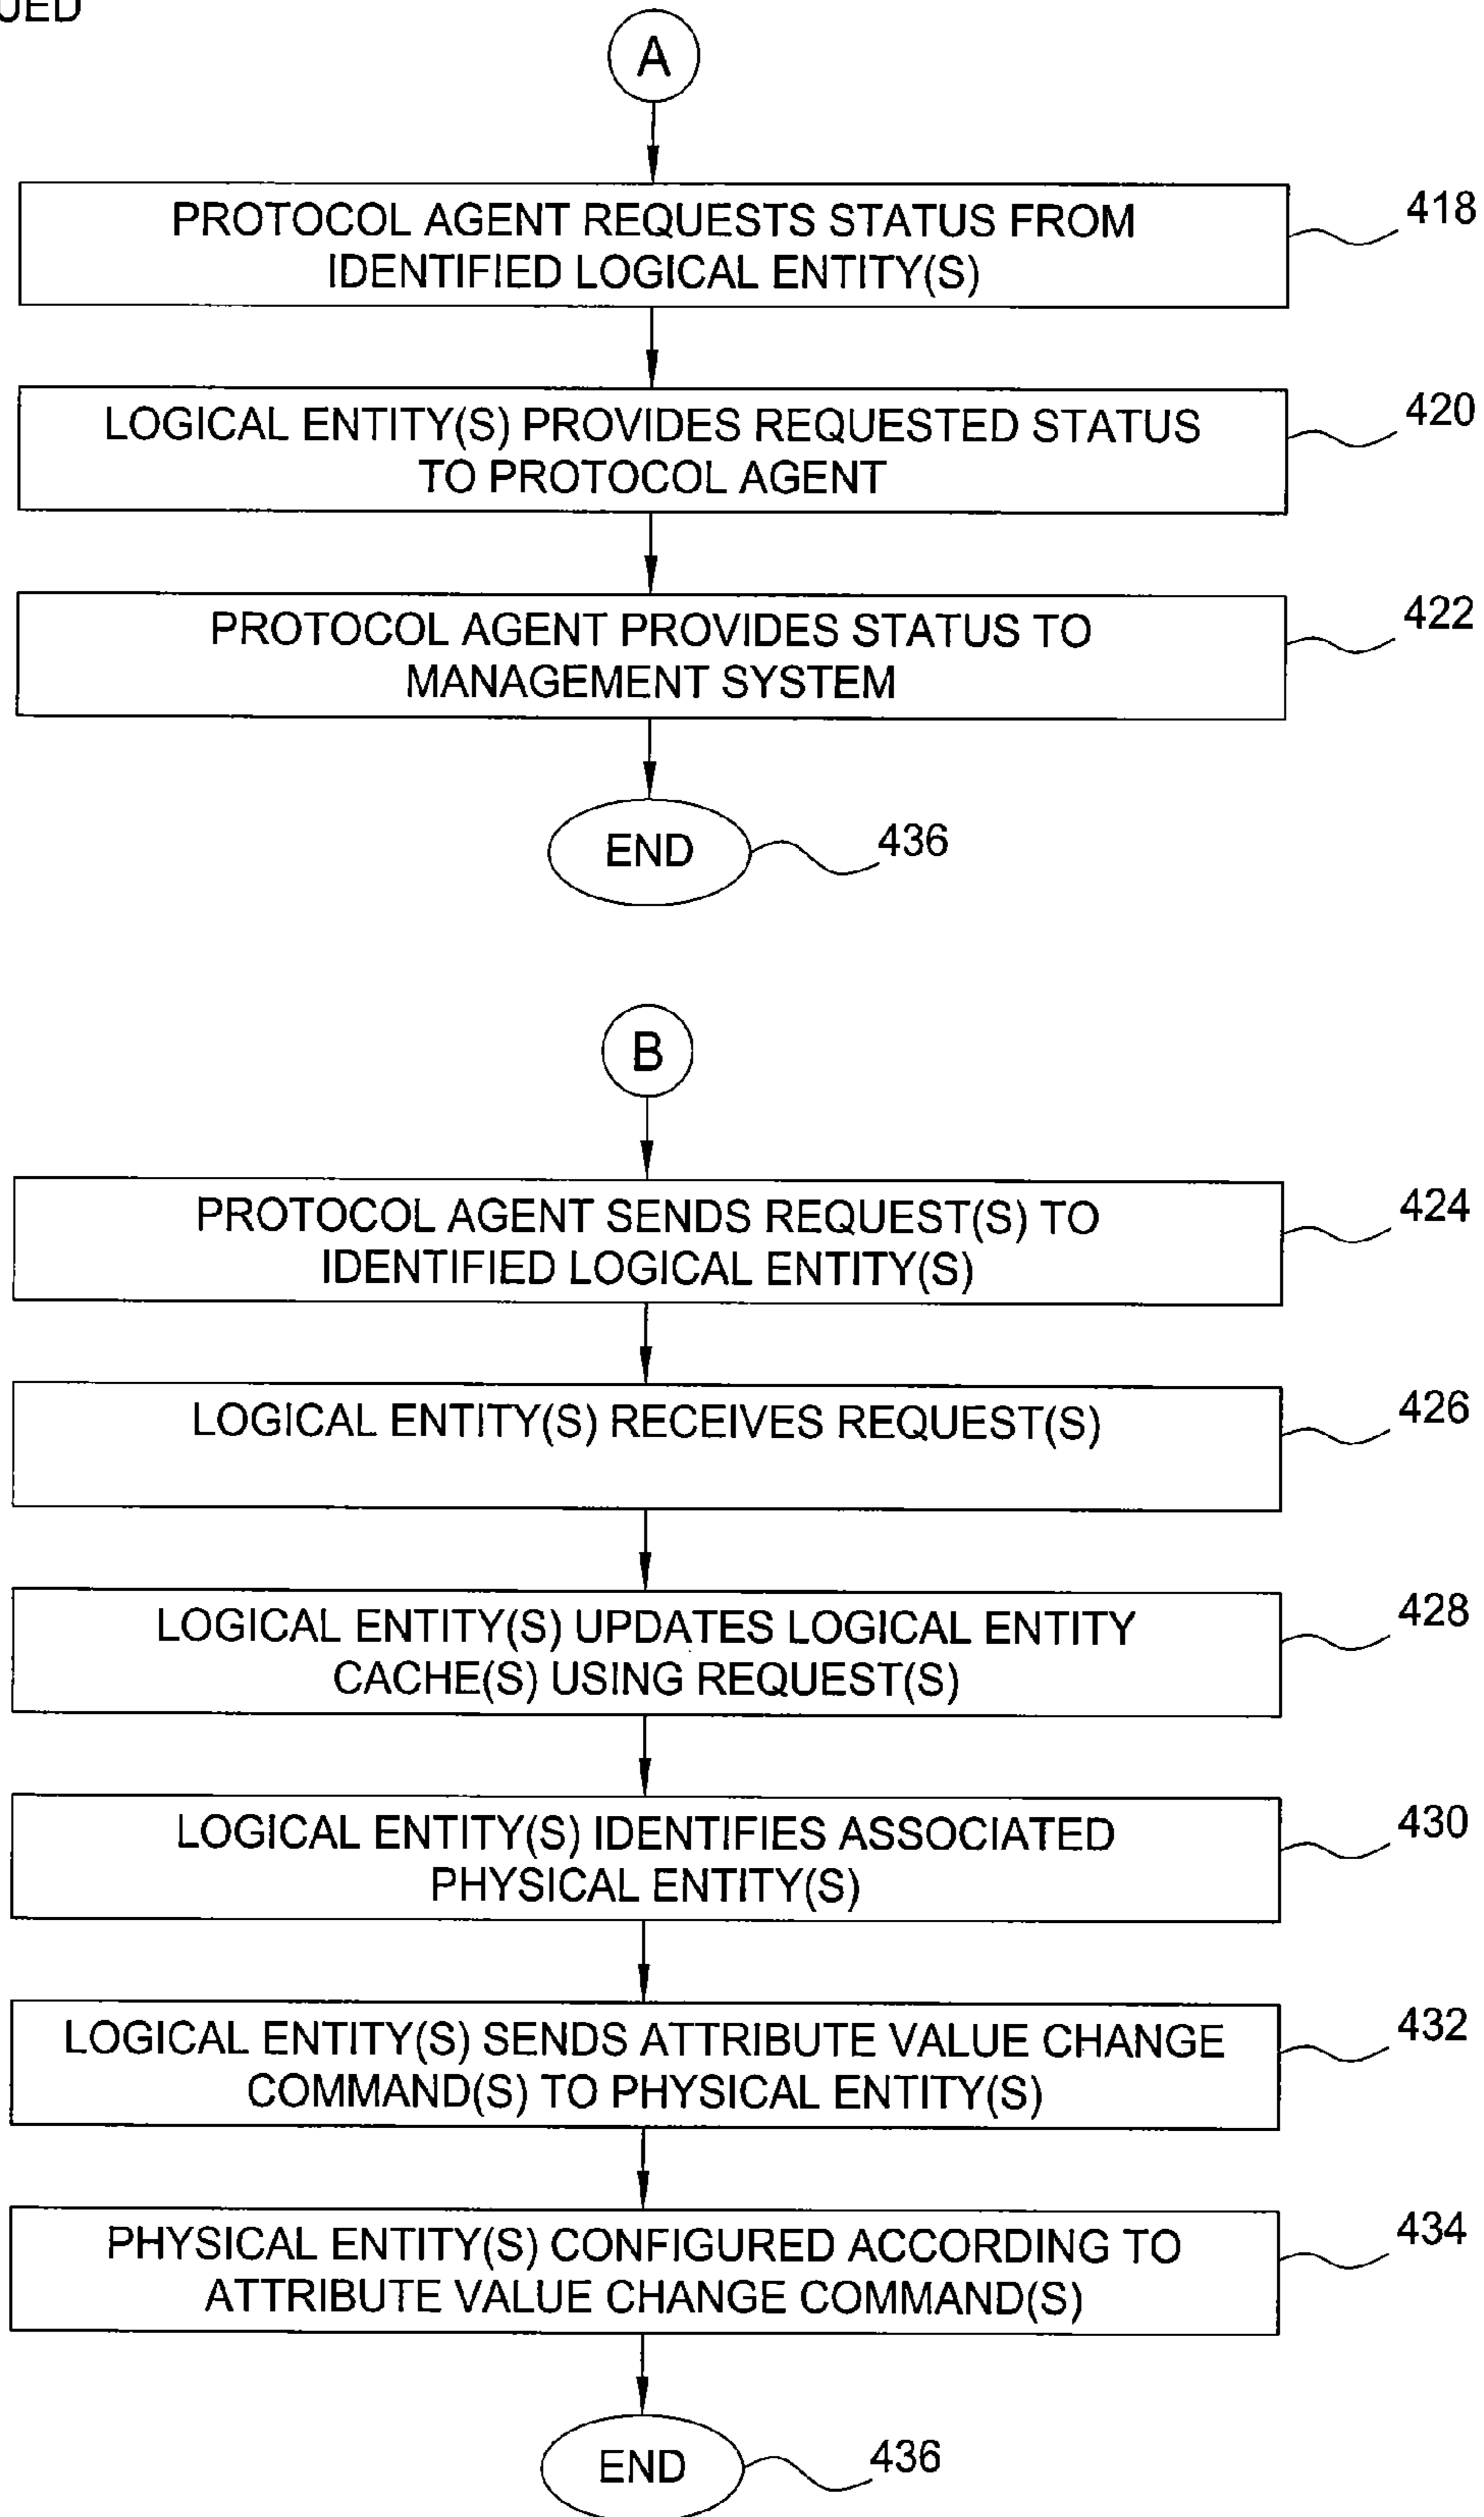 A
PROTOCOL AGENT REQUESTS STATUS FROM
IDENTIFIED LOGICAL ENTITY(S)
418
LOGICAL ENTITY(S) PROVIDES REQUESTED STATUS
TO PROTOCOL AGENT
420
PROTOCOL AGENT PROVIDES STATUS TO
MANAGEMENT SYSTEM
422
END
436
B
PROTOCOL AGENT SENDS REQUEST(S) TO
IDENTIFIED LOGICAL ENTITY(S)
424
LOGICAL ENTITY(S) RECEIVES REQUEST(S)
426
LOGICAL ENTITY(S) UPDATES LOGICAL ENTITY
CACHE(S) USING REQUEST(S)
428
LOGICAL ENTITY(S) IDENTIFIES ASSOCIATED
PHYSICAL ENTITY(S)
430
LOGICAL ENTITY(S) SENDS ATTRIBUTE VALUE CHANGE
COMMAND(S) TO PHYSICAL ENTITY(S)
432
PHYSICAL ENTITY(S) CONFIGURED ACCORDING TO
ATTRIBUTE VALUE CHANGE COMMAND(S)
434
END
436